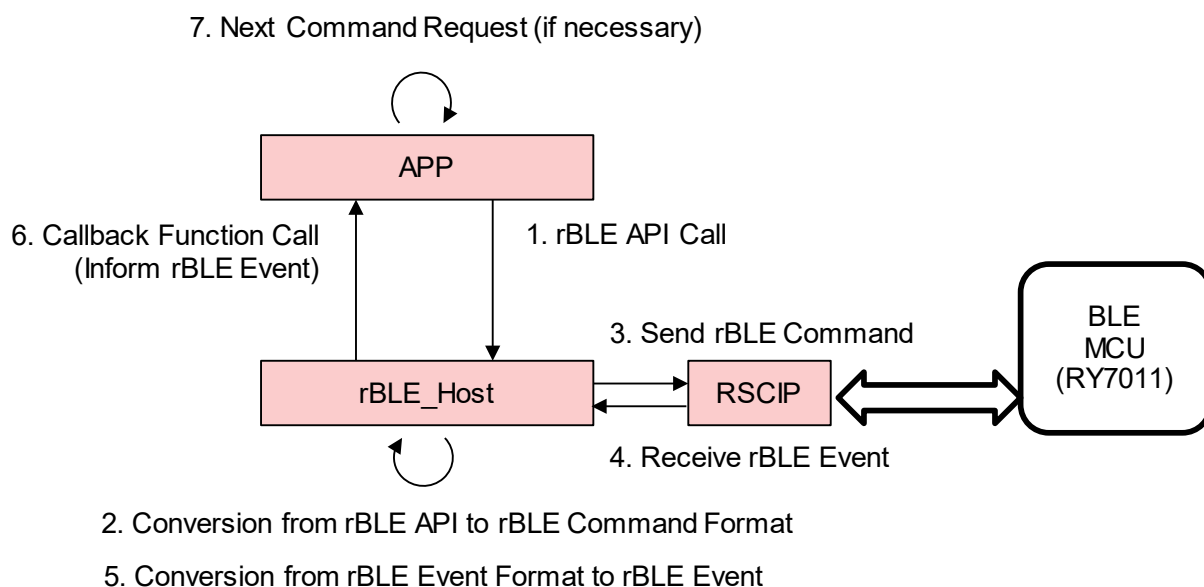 7. Next Command Request (if necessary)
APP
6. Callback Function Call
(Inform rBLE Event)
1. rBLE API Call
3. Send rBLE Command
BLE
MCU
(RY7011)
rBLE_Host
RSCIP
4. Receive rBLE Event
2. Conversion from rBLE API to rBLE Command Format
5. Conversion from rBLE Event Format to rBLE Event